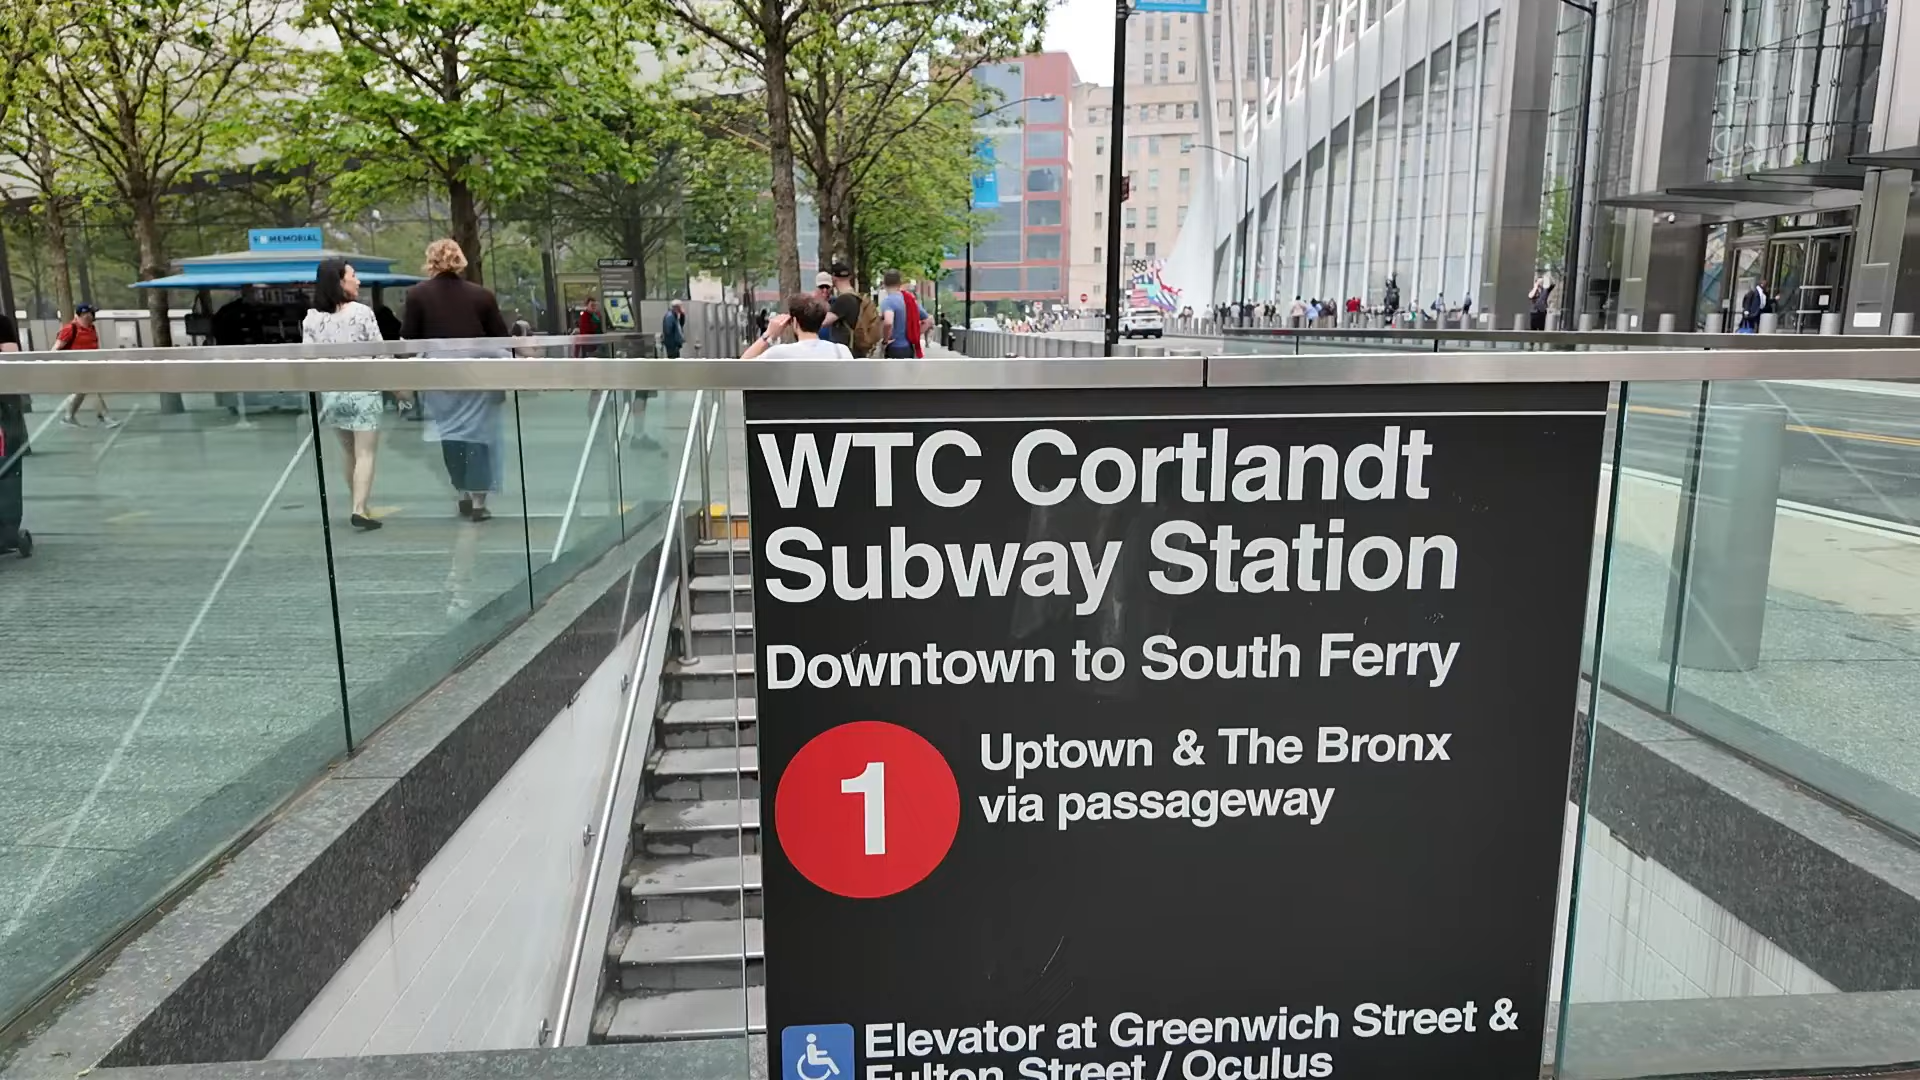 MEMORIAL
WTC Cortlandt
Subway Station
Downtown to South Ferry
1
Uptown & The Bronx
via passageway
Elevator at Greenwich Street &
Fulton Street / Oculus